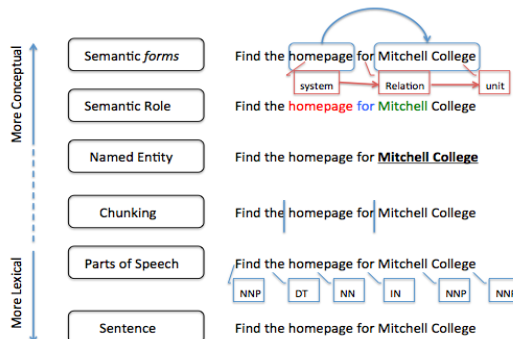 More Conceptual
More Lexical
Semantic forms
Find the homepage for Mitchell College
system
Relation
unit
Semantic Role
Find the homepage for Mitchell College
Named Entity
Find the homepage for Mitchell College
Chunking
Find the homepage for Mitchell College
Parts of Speech
Find the homepage for Mitchell College
NNP
DT
NN
IN
NNP
NNP
Sentence
Find the homepage for Mitchell College